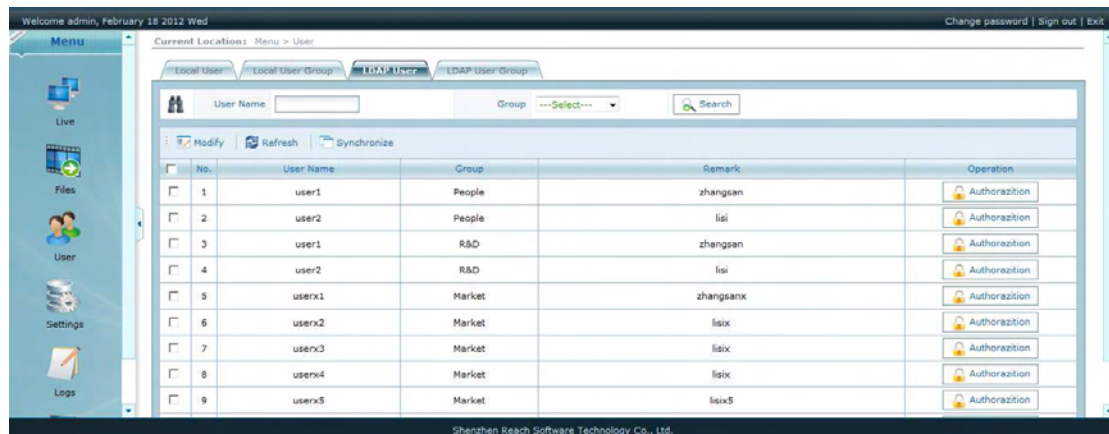 Welcome admin, February 18 2012 Wed
Change password | Sign out | Exit
Menu
Current Location: Menu > User
Local User
Local User Group
LDAP User
LDAP User Group
User Name
Group ---Select---
Search
Modify
Refresh
Synchronize
No. User Name Group Remark Operation
1 user1 People zhangsan Authorazition
2 user2 People lisi Authorazition
3 user1 R&D zhangsan Authorazition
4 user2 R&D lisi Authorazition
5 userx1 Market zhangsanx Authorazition
6 userx2 Market lisix Authorazition
7 userx3 Market lisix Authorazition
8 userx4 Market lisix Authorazition
9 userx5 Market lisix5 Authorazition
Live
Files
User
Settings
Logs
Shenzhen Reach Software Technology Co., Ltd.